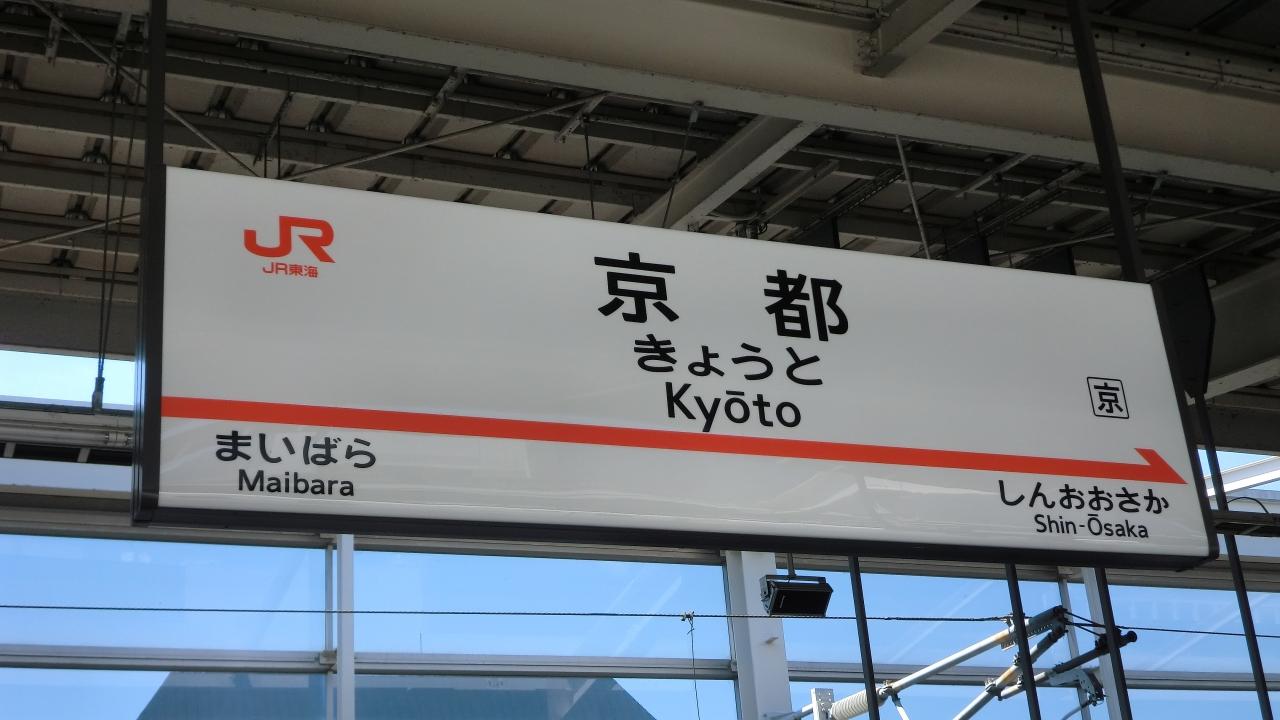 JR
JR東海
京都
きょうと
Kyōto
京
まいばら
Maibara
しんおおさか
Shin-Ōsaka